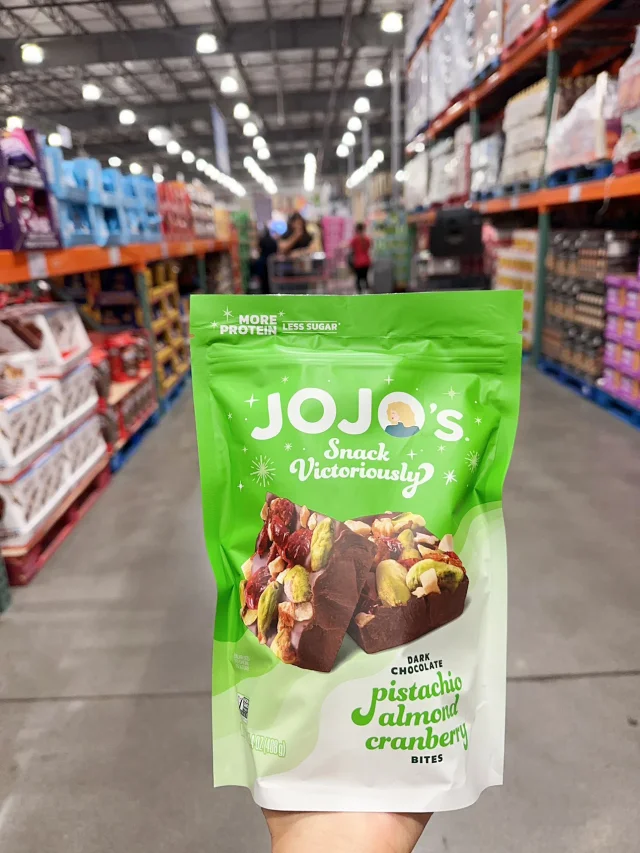 MORE
PROTEIN LESS SUGAR*
JOJO'S
Snack
Victoriously
DARK
CHOCOLATE
pistachio
almond
cranberry
BITES